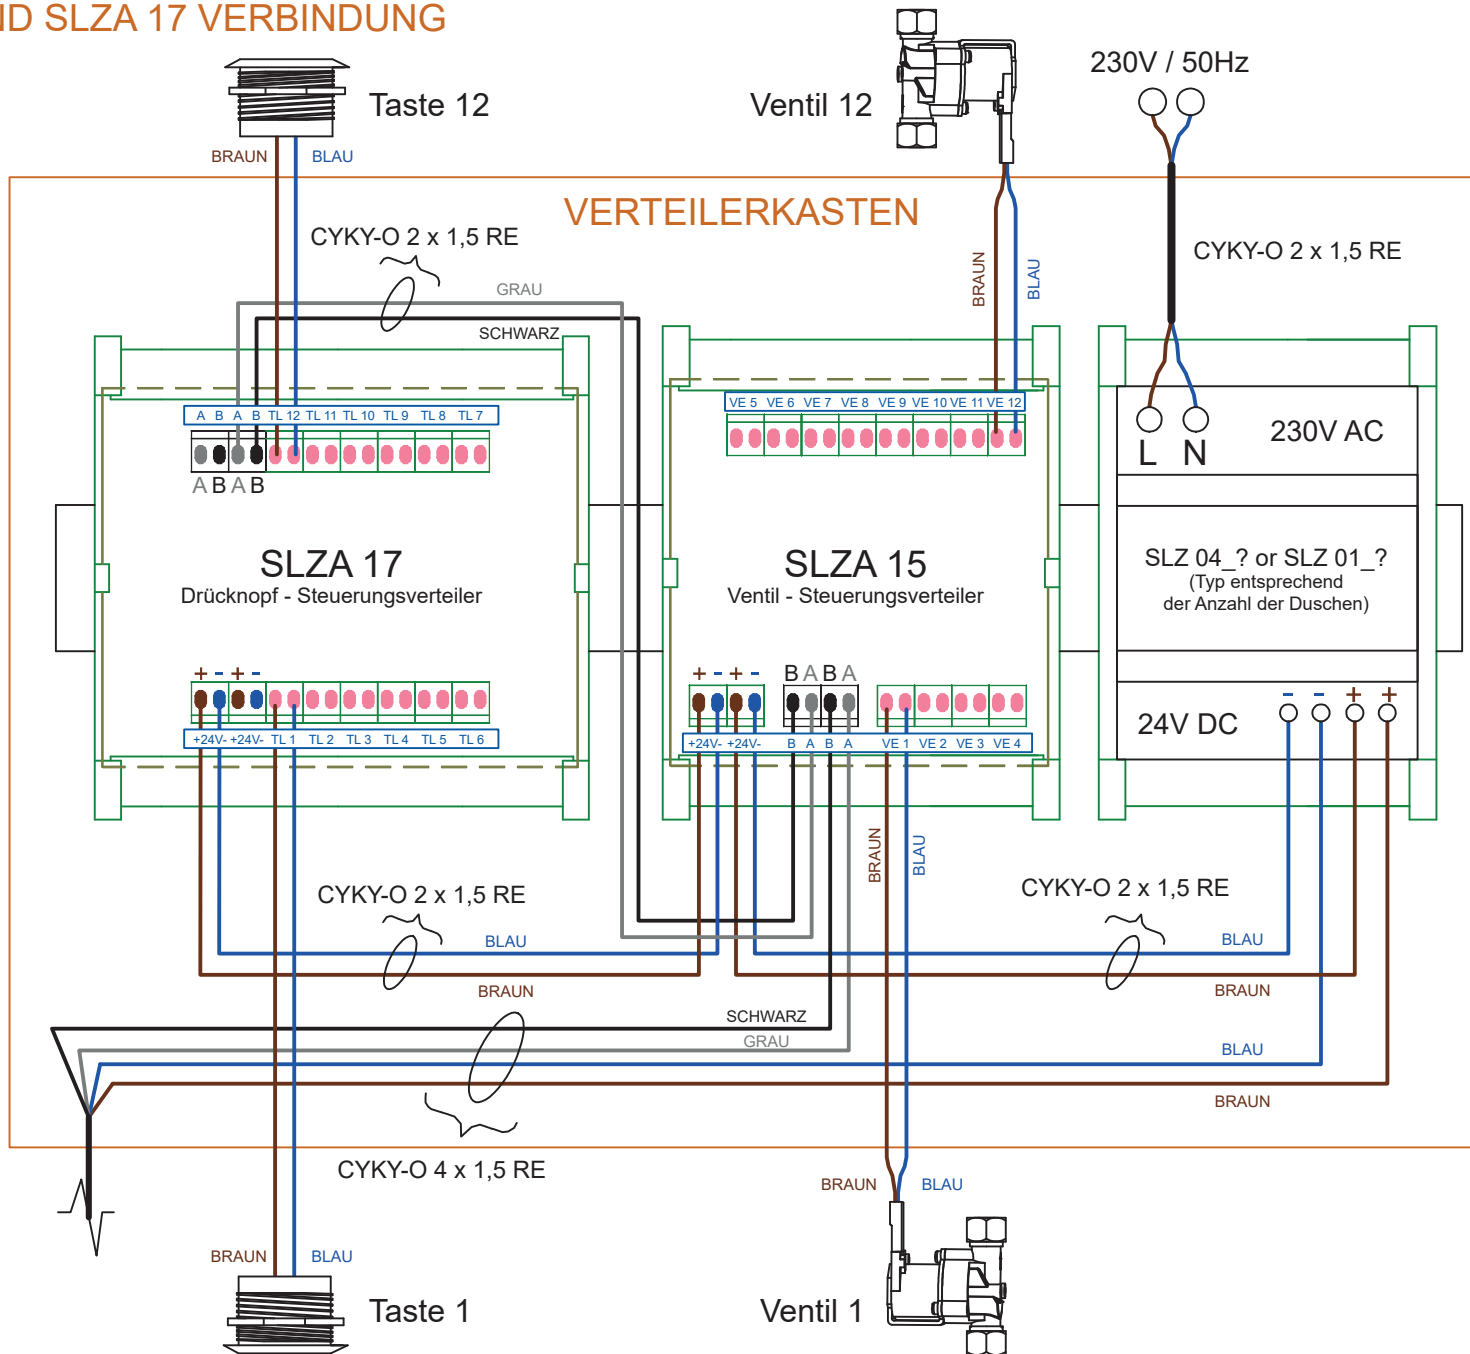 ND SLZA 17 VERBINDUNG
Taste 12
Ventil 12
230V / 50Hz
BRAUN
BLAU
VERTEILERKASTEN
CYKY-O 2 x 1,5 RE
CYKY-O 2 x 1,5 RE
BRAUN
BLAU
GRAU
SCHWARZ
A B A B TL 12 TL 11 TL 10 TL 9 TL 8 TL 7
A B A B
VE 5 VE 6 VE 7 VE 8 VE 9 VE 10 VE 11 VE 12
L N
230V AC
SLZA 17
Drücknopf - Steuerungsverteiler
SLZA 15
Ventil - Steuerungsverteiler
SLZ 04_? or SLZ 01_?
(Typ entsprechend
der Anzahl der Duschen)
+ - + -
+ - + -
B A B A
- - + +
24V DC
+24V- +24V- TL 1 TL 2 TL 3 TL 4 TL 5 TL 6
+24V- +24V- B A B A VE 1 VE 2 VE 3 VE 4
BRAUN
BLAU
CYKY-O 2 x 1,5 RE
CYKY-O 2 x 1,5 RE
BLAU
BLAU
BRAUN
BRAUN
SCHWARZ
GRAU
BLAU
BRAUN
CYKY-O 4 x 1,5 RE
BRAUN
BLAU
BRAUN
BLAU
Taste 1
Ventil 1